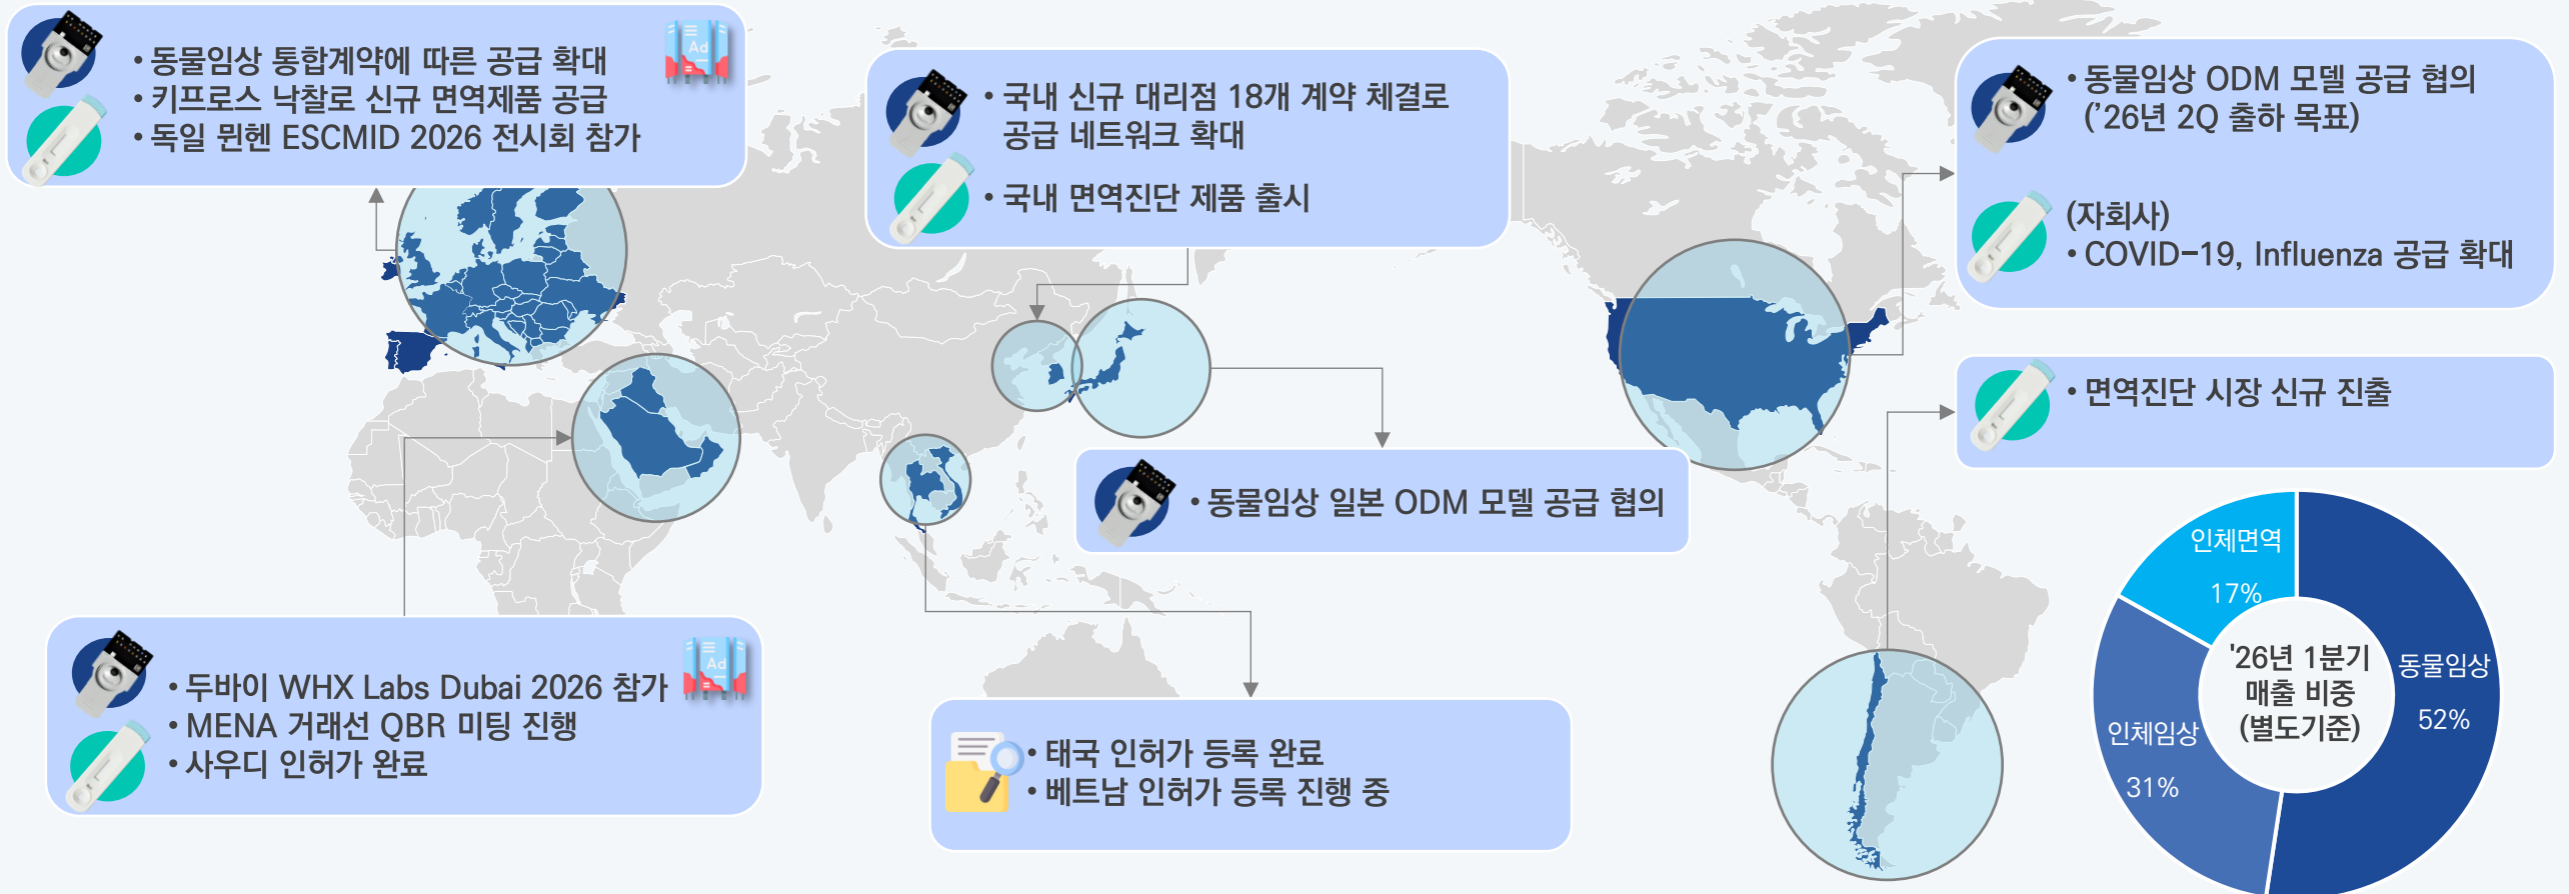 • 동물임상 통합계약에 따른 공급 확대
• 키프로스 낙찰로 신규 면역제품 공급
• 독일 뮌헨 ESCMID 2026 전시회 참가
Ad
• 국내 신규 대리점 18개 계약 체결로
공급 네트워크 확대
• 국내 면역진단 제품 출시
• 동물임상 ODM 모델 공급 협의
(’26년 2Q 출하 목표)
(자회사)
• COVID-19, Influenza 공급 확대
• 면역진단 시장 신규 진출
• 동물임상 일본 ODM 모델 공급 협의
• 두바이 WHX Labs Dubai 2026 참가
• MENA 거래선 QBR 미팅 진행
• 사우디 인허가 완료
Ad
• 태국 인허가 등록 완료
• 베트남 인허가 등록 진행 중
인체면역
17%
'26년 1분기
매출 비중
(별도기준)
동물임상
52%
인체임상
31%